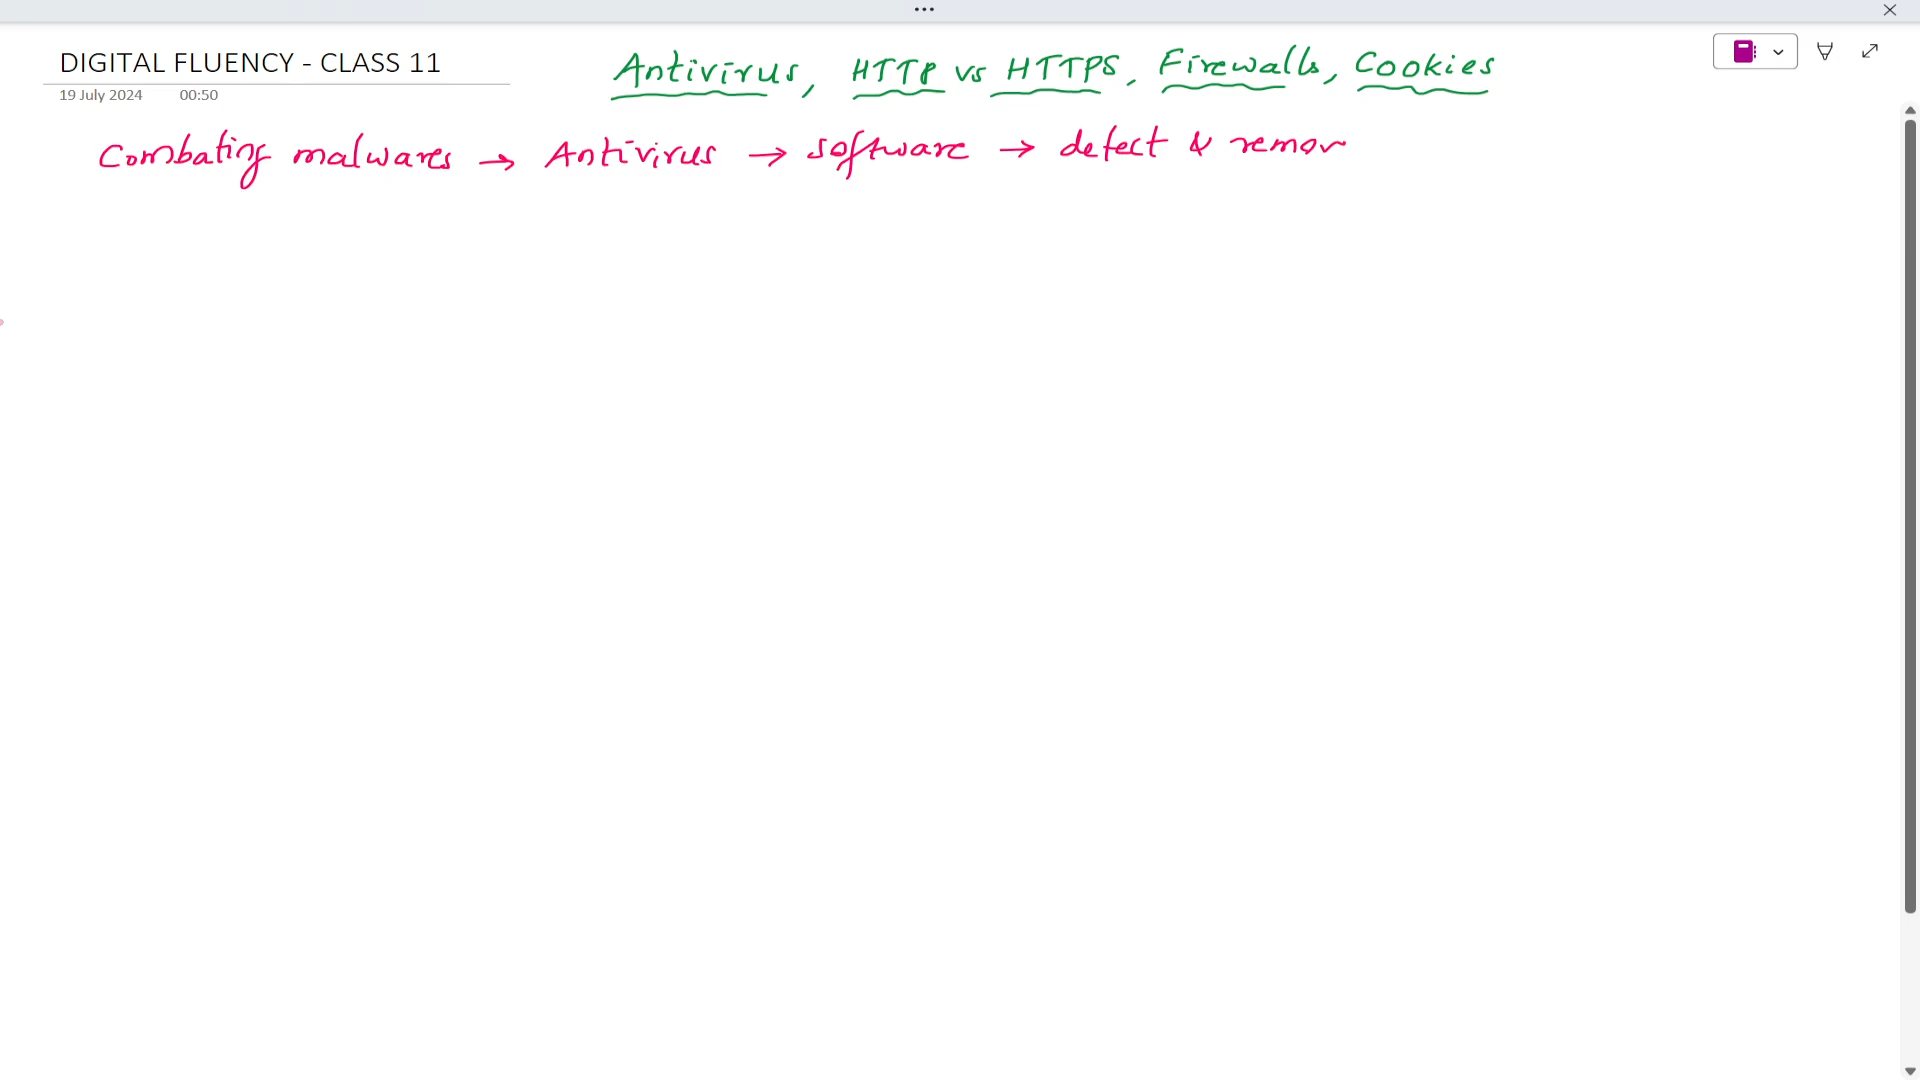 DIGITAL FLUENCY - CLASS 11
19 July 2024 00:50
Antivirus, HTTP vs HTTPS, Firewalls, Cookies
Combating malwares → Antivirus → software → detect & remov